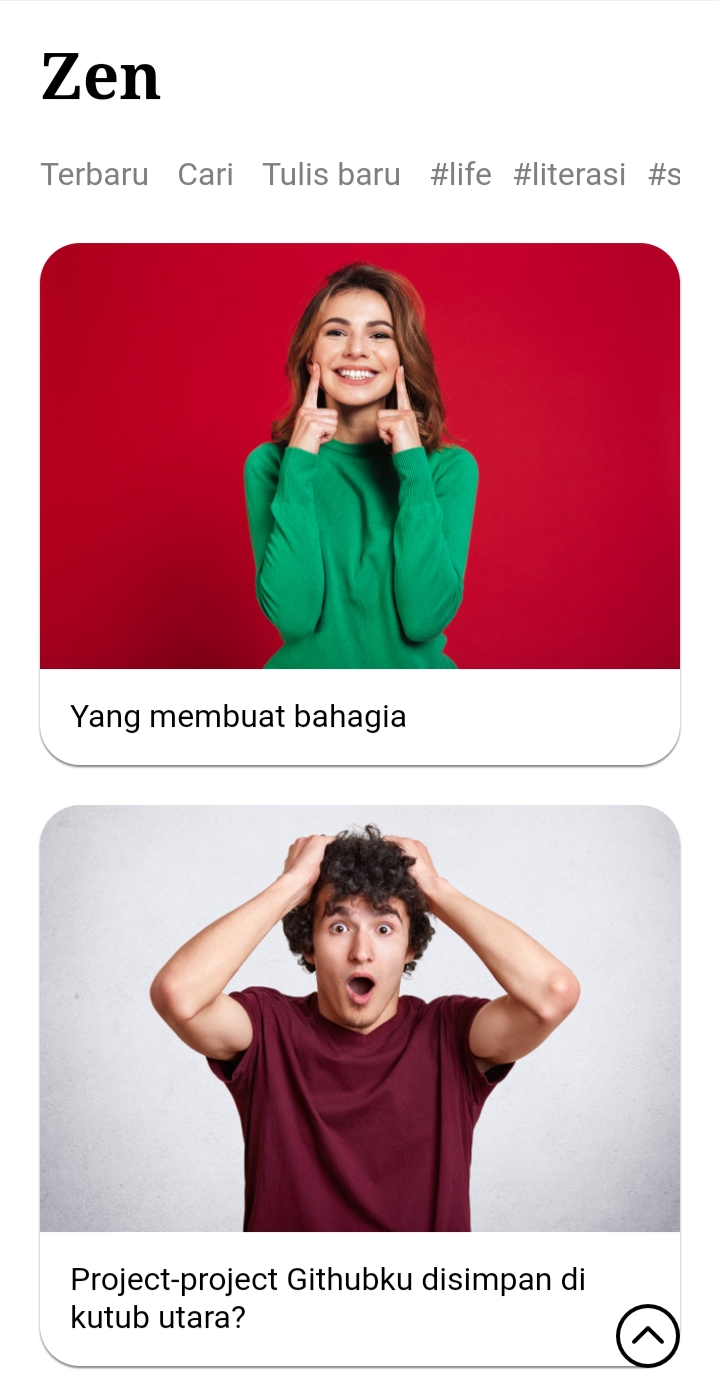 Zen
Terbaru Cari Tulis baru #life #literasi #s
Yang membuat bahagia
Project-project Githubku disimpan di
kutub utara?